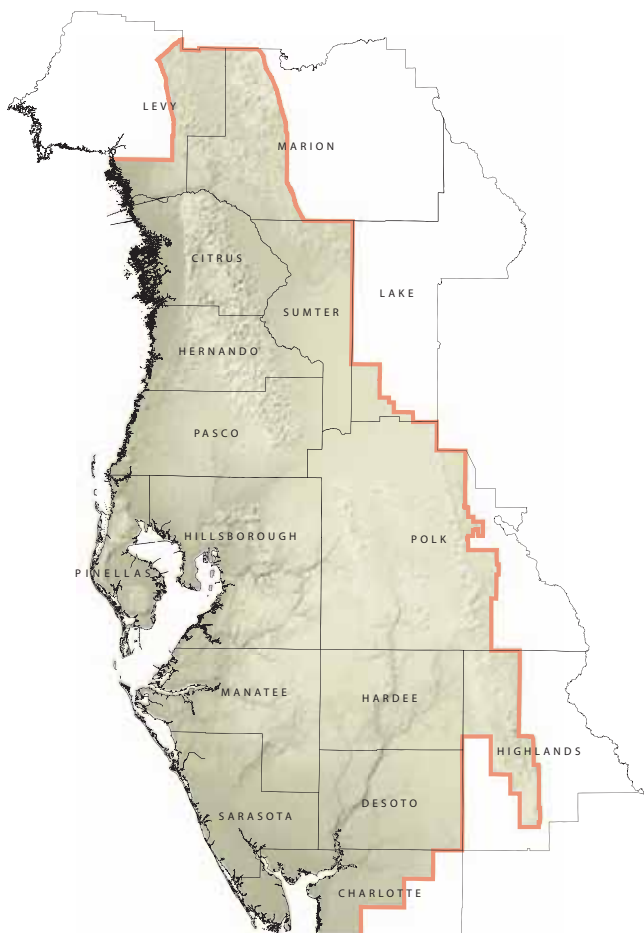 LEVY
MARION
CITRUS
LAKE
SUMTER
HERNANDO
PASCO
HILLSBOROUGH
POLK
PINELLAS
MANATEE
HARDEE
HIGHLANDS
DESOTO
SARASOTA
CHARLOTTE